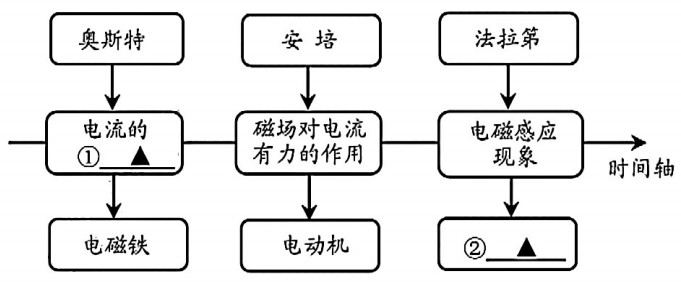 奥斯特
安培
法拉第
电流的
①▲
磁场对电流
有力的作用
电磁感应
现象
时间轴
电磁铁
电动机
②▲